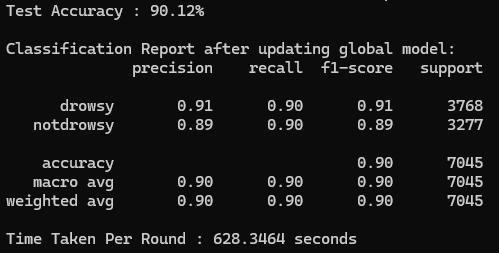 Test Accuracy : 90.12%
Classification Report after updating global model:
precision recall f1-score support
drowsy 0.91 0.90 0.91 3768
notdrowsy 0.89 0.90 0.89 3277
accuracy 0.90 7045
macro avg 0.90 0.90 0.90 7045
weighted avg 0.90 0.90 0.90 7045
Time Taken Per Round : 628.3464 seconds